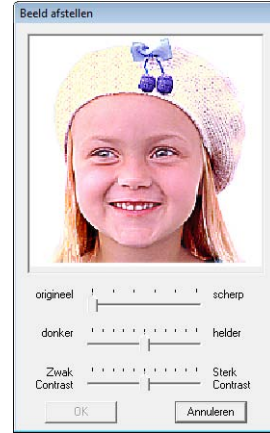 Beeld afstellen
origineel scherp
donker helder
Zwak Contrast Sterk Contrast
OK Annuleren